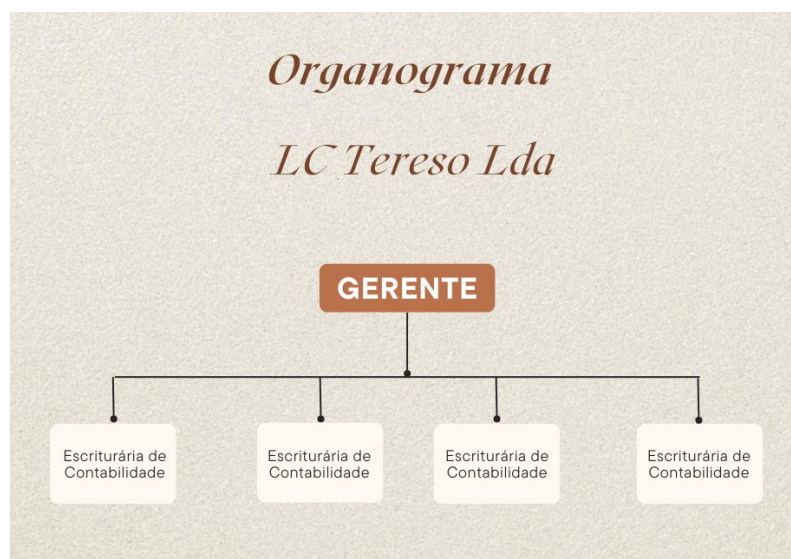 Organograma
LC Tereso Lda
GERENTE
Escriturária de
Contabilidade
Escriturária de
Contabilidade
Escriturária de
Contabilidade
Escriturária de
Contabilidade